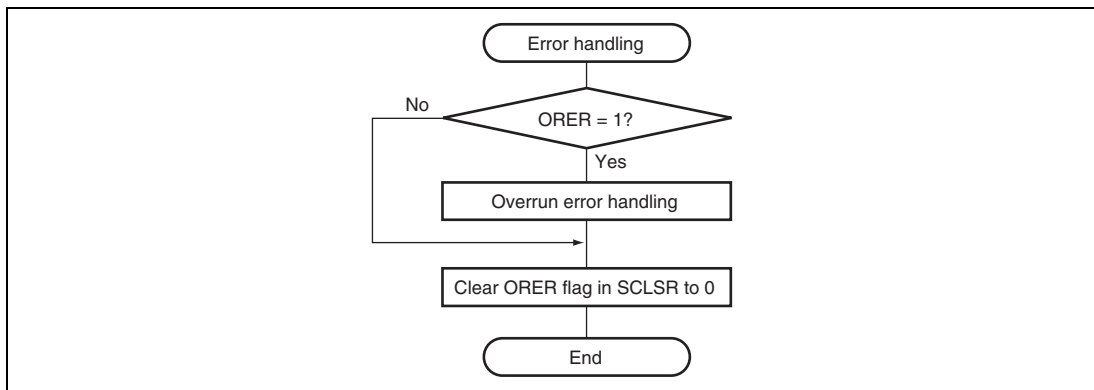 Error handling
No
ORER = 1?
Yes
Overrun error handling
Clear ORER flag in SCLSR to 0
End